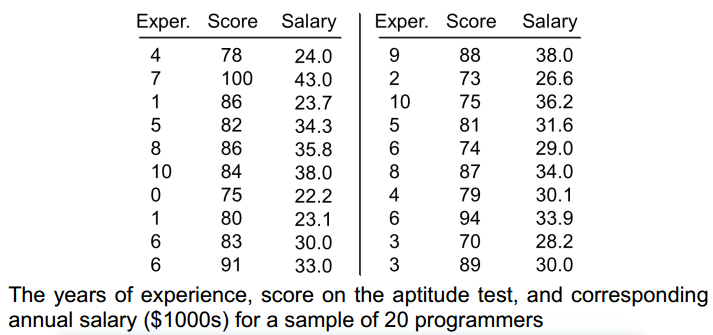 Exper. Score Salary Exper. Score Salary
4 78 24.0 9 88 38.0
7 100 43.0 2 73 26.6
1 86 23.7 10 75 36.2
5 82 34.3 5 81 31.6
8 86 35.8 6 74 29.0
10 84 38.0 8 87 34.0
0 75 22.2 4 79 30.1
1 80 23.1 6 94 33.9
6 83 30.0 3 70 28.2
6 91 33.0 3 89 30.0
The years of experience, score on the aptitude test, and corresponding
annual salary ($1000s) for a sample of 20 programmers